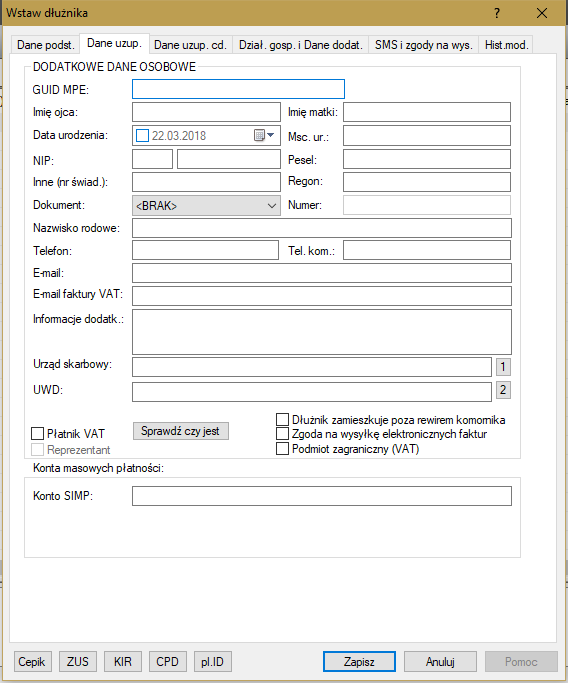 Wstaw dłużnika
Dane podst. Dane uzup. Dane uzup. cd. Dział. gosp. i Dane dodat. SMS i zgody na wys. Hist.mod.
DODATKOWE DANE OSOBOWE
GUID MPE:
Imię ojca: Imię matki:
Data urodzenia: 22.03.2018 Msc. ur.:
NIP: Pesel:
Inne (nr świad.): Regon:
Dokument: <BRAK> Numer:
Nazwisko rodowe:
Telefon: Tel. kom.:
E-mail:
E-mail faktury VAT:
Informacje dodatk.:
Urząd skarbowy: 1
UWD: 2
Dłużnik zamieszkuje poza rewirem komornika
Płatnik VAT Sprawdź czy jest Zgoda na wysyłkę elektronicznych faktur
Reprezentant Podmiot zagraniczny (VAT)
Konta masowych płatności:
Konto SIMP:
Cepik ZUS KIR CPD pl.ID Zapisz Anuluj Pomoc